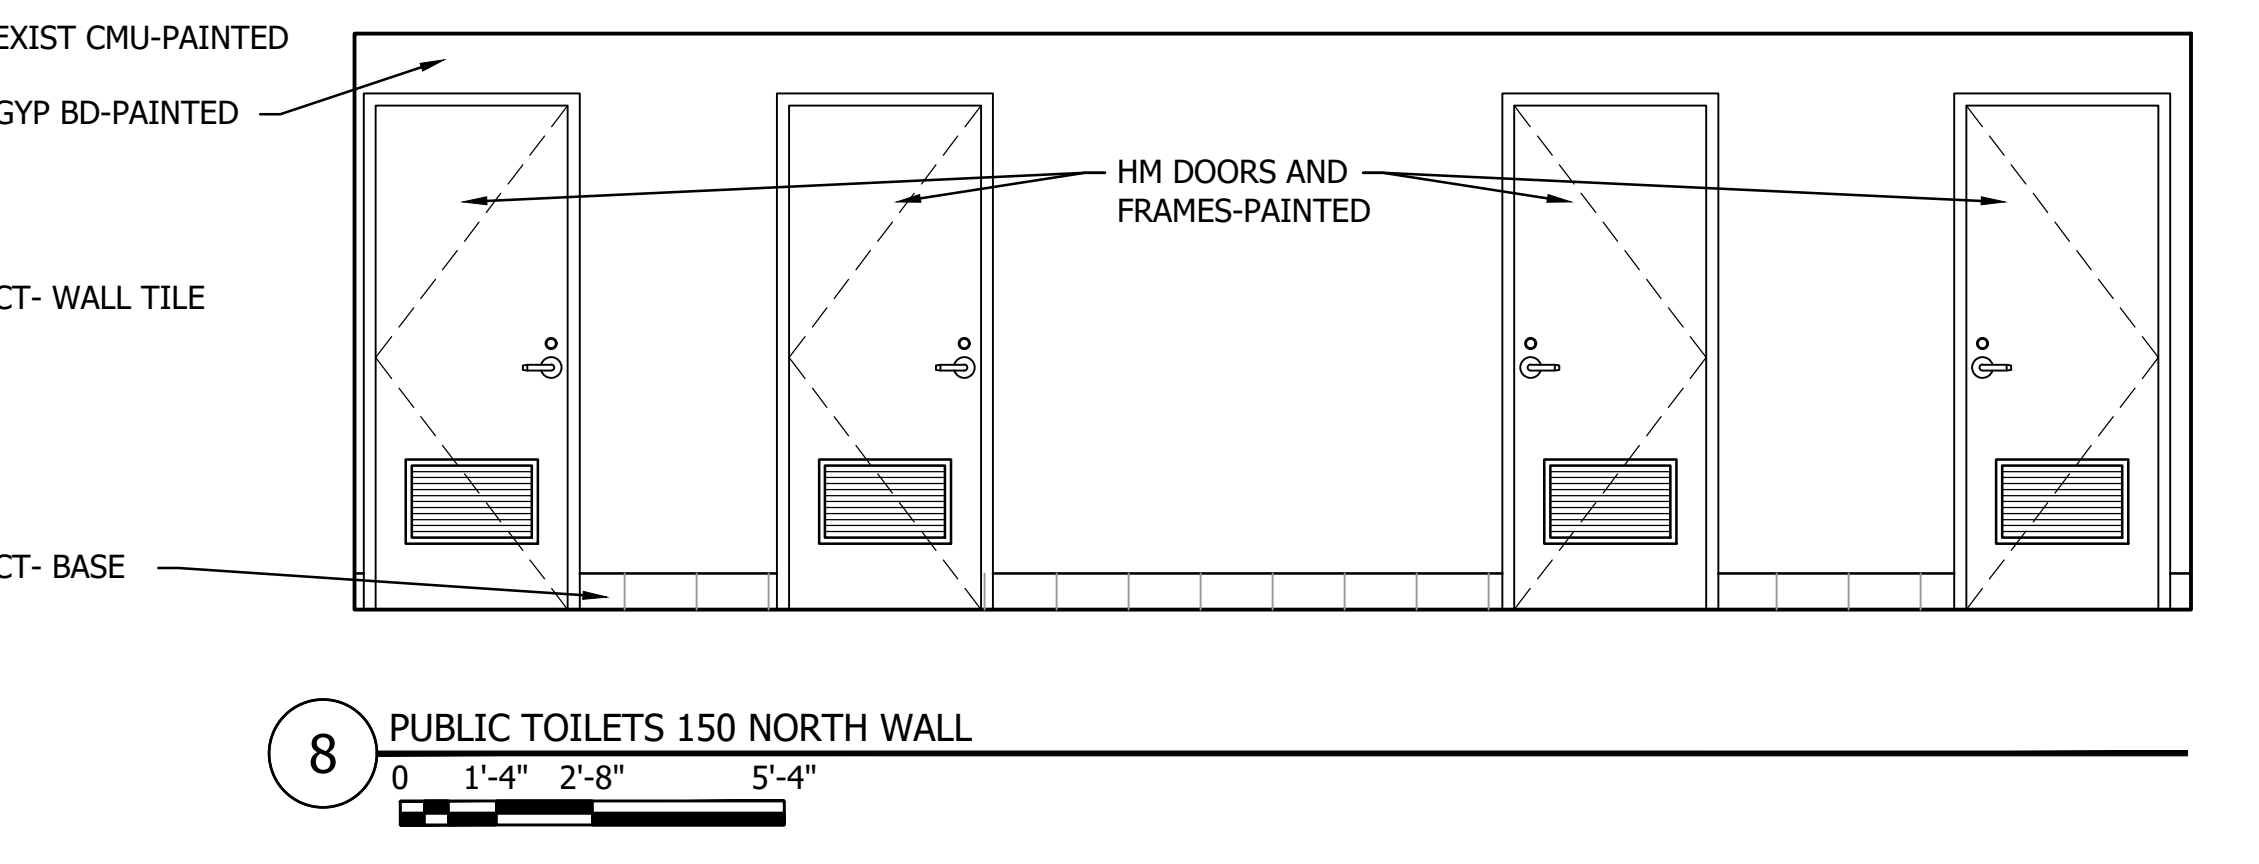 EXIST CMU-PAINTED
GYP BD-PAINTED
HM DOORS AND
FRAMES-PAINTED
CT- WALL TILE
CT- BASE
8
PUBLIC TOILETS 150 NORTH WALL
0 1'-4" 2'-8" 5'-4"